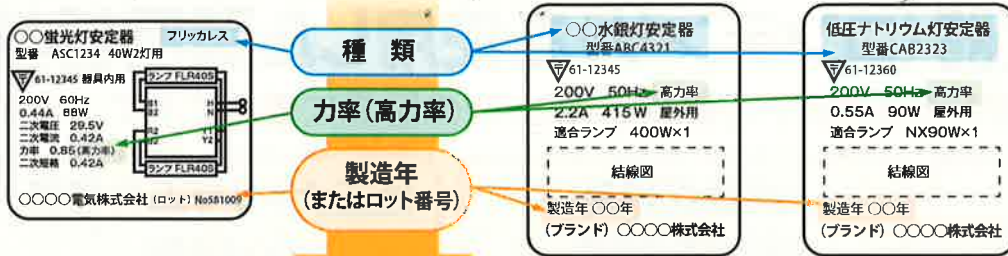 ○○蛍光灯安定器 フリッカレス
型番 ASC1234 40W2灯用
〒61-12345 器具内用
200V 60Hz
0.44A 88W
二次電圧 29.5V
二次電流 0.42A
力率 0.85(高力率)
二次短絡 0.42A
ランプ FLR40S
B1
B2
R2
H
N
Y1
Y2
ランプ FLR40S
○○○○電気株式会社 (ロット) No581009
種類
力率(高力率)
製造年
(またはロット番号)
○○水銀灯安定器
型番ABC4321
〒61-12345
200V 50Hz 高力率
2.2A 415W 屋外用
適合ランプ 400W×1
結線図
製造年 ○○年
(ブランド) ○○○○株式会社
低圧ナトリウム灯安定器
型番CAB2323
〒61-12360
200V 50Hz 高力率
0.55A 90W 屋外用
適合ランプ NX90W×1
結線図
製造年 ○○年
(ブランド) ○○○○株式会社